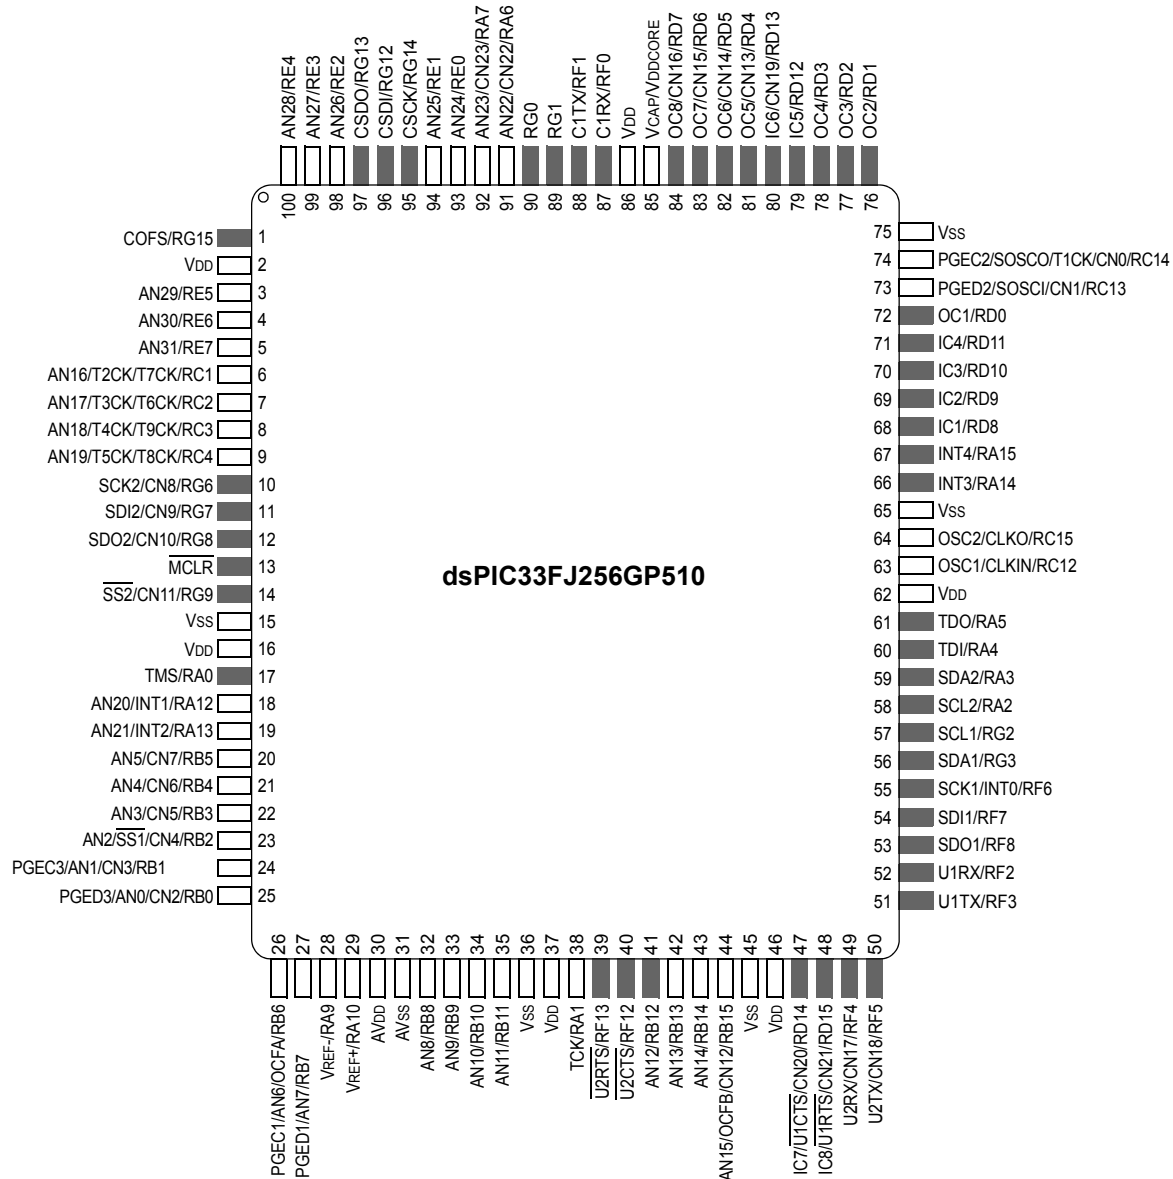 AN28/RE4
AN27/RE3
AN26/RE2
CSDO/RG13
CSDI/RG12
CSCK/RG14
AN25/RE1
AN24/RE0
AN23/CN23/RA7
AN22/CN22/RA6
RG0
RG1
C1TX/RF1
C1RX/RF0
VDD
VCAP/VDDCORE
OC8/CN16/RD7
OC7/CN15/RD6
OC6/CN14/RD5
OC5/CN13/RD4
IC6/CN19/RD13
IC5/RD12
OC4/RD3
OC3/RD2
OC2/RD1
100
99
98
97
96
95
94
93
92
91
90
89
88
87
86
85
84
83
82
81
80
79
78
77
76
COFS/RG15 1
VDD 2
AN29/RE5 3
AN30/RE6 4
AN31/RE7 5
AN16/T2CK/T7CK/RC1 6
AN17/T3CK/T6CK/RC2 7
AN18/T4CK/T9CK/RC3 8
AN19/T5CK/T8CK/RC4 9
SCK2/CN8/RG6 10
SDI2/CN9/RG7 11
SDO2/CN10/RG8 12
MCLR 13
SS2/CN11/RG9 14
VSS 15
VDD 16
TMS/RA0 17
AN20/INT1/RA12 18
AN21/INT2/RA13 19
AN5/CN7/RB5 20
AN4/CN6/RB4 21
AN3/CN5/RB3 22
AN2/SS1/CN4/RB2 23
PGEC3/AN1/CN3/RB1 24
PGED3/AN0/CN2/RB0 25
dsPIC33FJ256GP510
75 VSS
74 PGEC2/SOSCO/T1CK/CN0/RC14
73 PGED2/SOSCI/CN1/RC13
72 OC1/RD0
71 IC4/RD11
70 IC3/RD10
69 IC2/RD9
68 IC1/RD8
67 INT4/RA15
66 INT3/RA14
65 VSS
64 OSC2/CLKO/RC15
63 OSC1/CLKIN/RC12
62 VDD
61 TDO/RA5
60 TDI/RA4
59 SDA2/RA3
58 SCL2/RA2
57 SCL1/RG2
56 SDA1/RG3
55 SCK1/INT0/RF6
54 SDI1/RF7
53 SDO1/RF8
52 U1RX/RF2
51 U1TX/RF3
26
27
28
29
30
31
32
33
34
35
36
37
38
39
40
41
42
43
44
45
46
47
48
49
50
PGEC1/AN6/OCFA/RB6
PGED1/AN7/RB7
VREF-/RA9
VREF+/RA10
AVDD
AVSS
AN8/RB8
AN9/RB9
AN10/RB10
AN11/RB11
VSS
VDD
TCK/RA1
U2RTS/RF13
U2CTS/RF12
AN12/RB12
AN13/RB13
AN14/RB14
AN15/OCFB/CN12/RB15
VSS
VDD
IC7/U1CTS/CN20/RD14
IC8/U1RTS/CN21/RD15
U2RX/CN17/RF4
U2TX/CN18/RF5